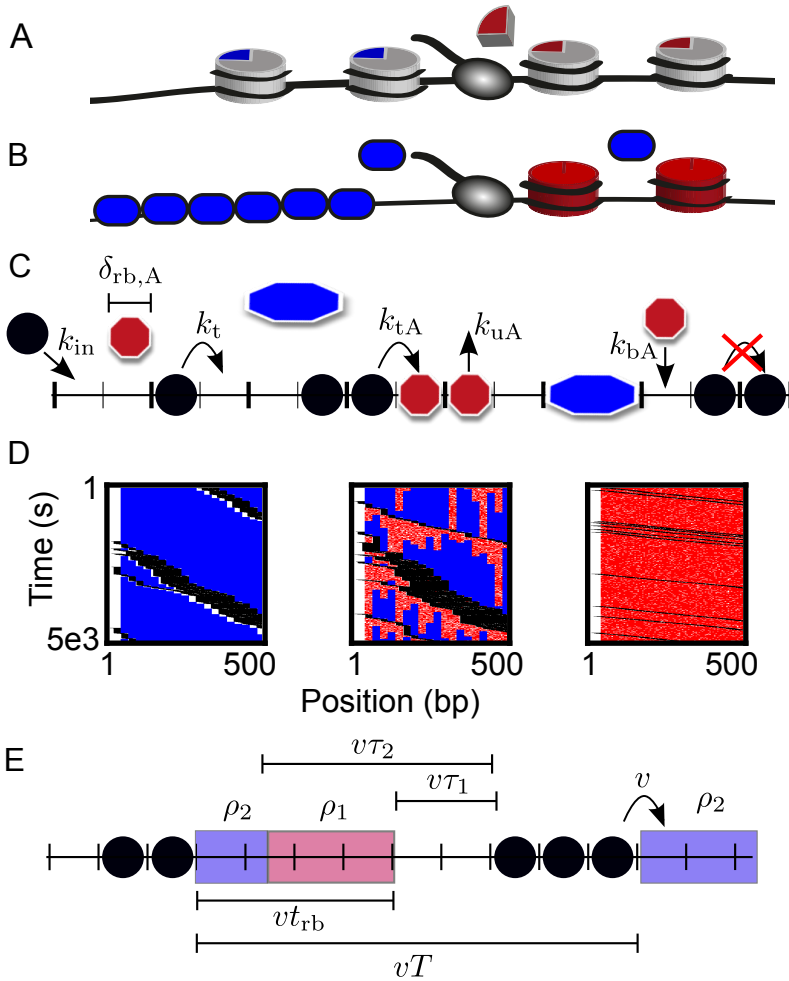 A
B
C
δrb,A
kin
kt
ktA
kuA
kbA
D
Time (s)
1
5e3
1 500
1 500
1 500
Position (bp)
E
vτ2
vτ1
v
ρ2 ρ1 ρ2
vtrb
vT